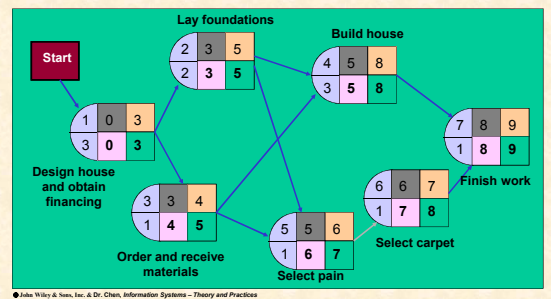 Lay foundations
Build house
Start
2 3 5
2 3 5
4 5 8
3 5 8
1 0 3
3 0 3
7 8 9
1 8 9
Design house
and obtain
financing
Finish work
3 3 4
1 4 5
6 6 7
1 7 8
5 5 6
1 6 7
Order and receive
materials
Select carpet
Select pain
John Wiley & Sons, Inc. & Dr. Chen, Information Systems – Theory and Practices